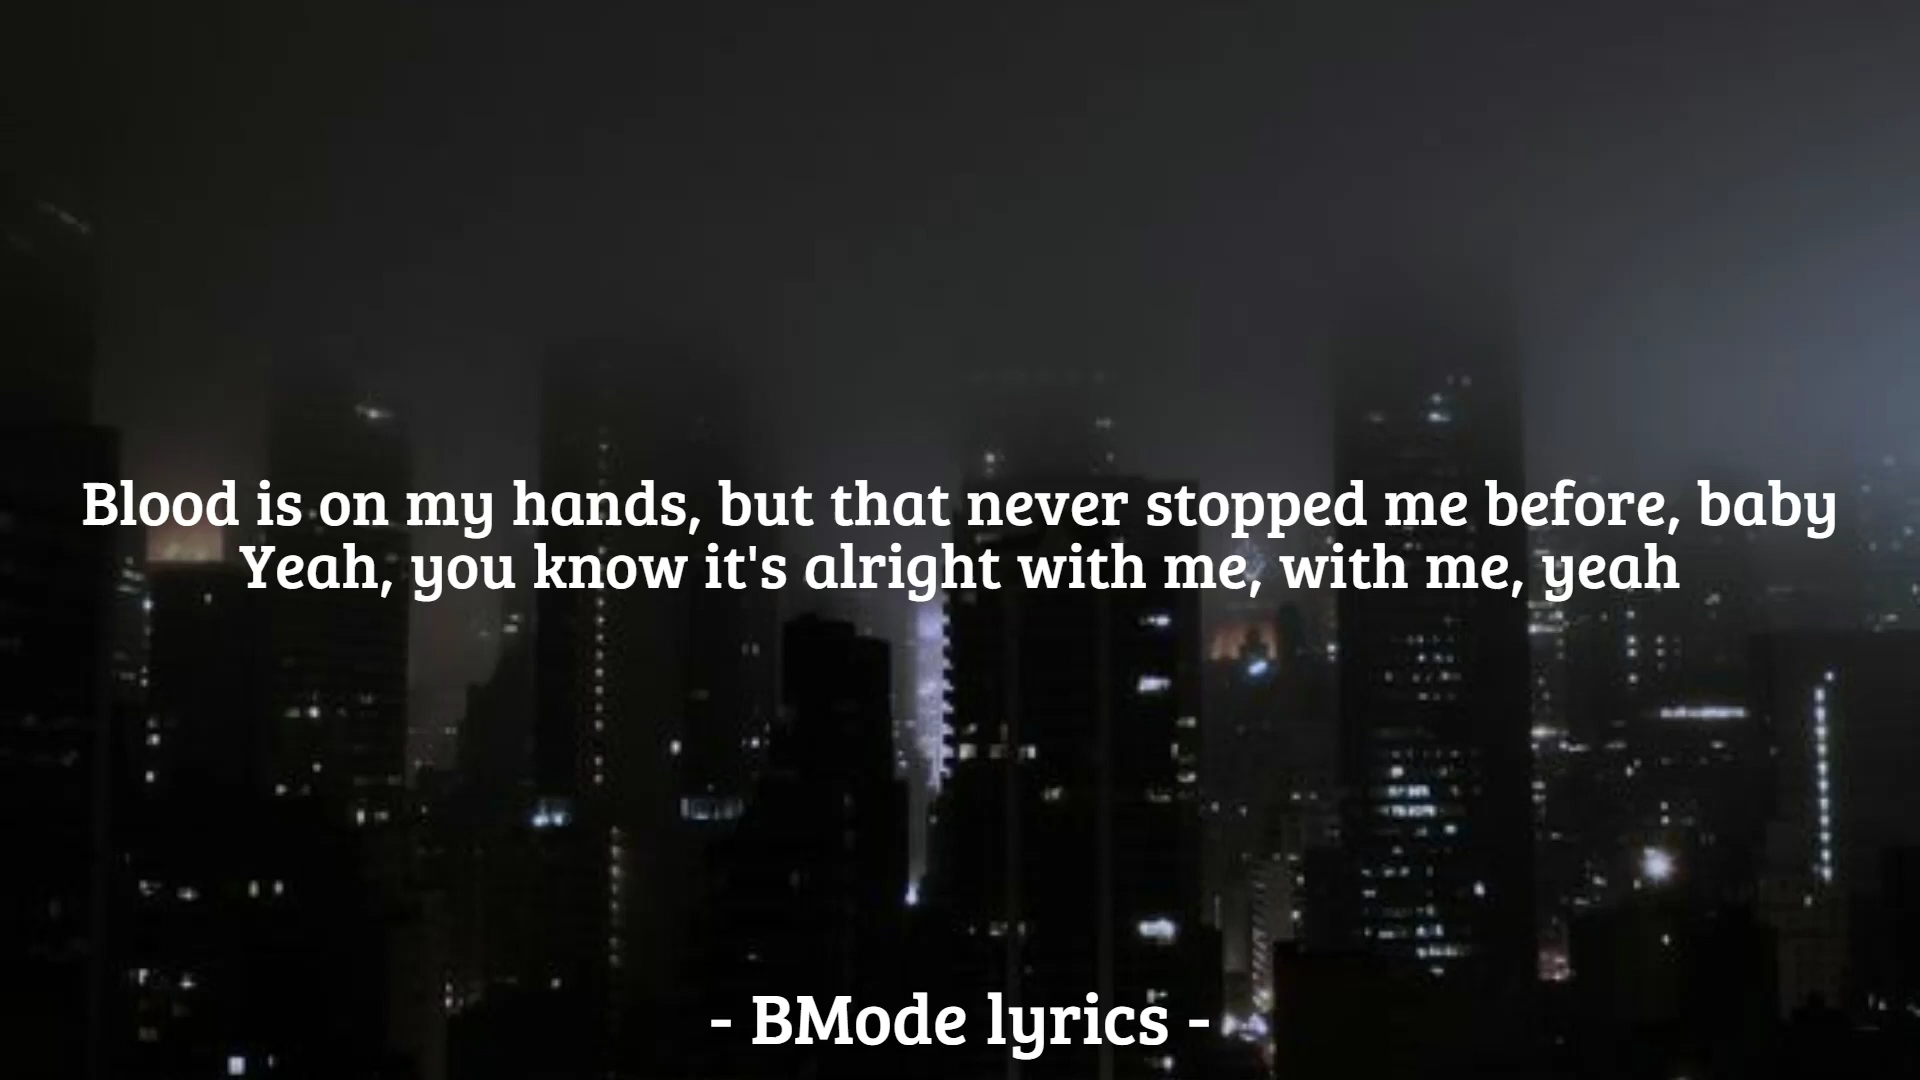 Blood is on my hands, but that never stopped me before, baby
Yeah, you know it's alright with me, with me, yeah
- BMode lyrics -